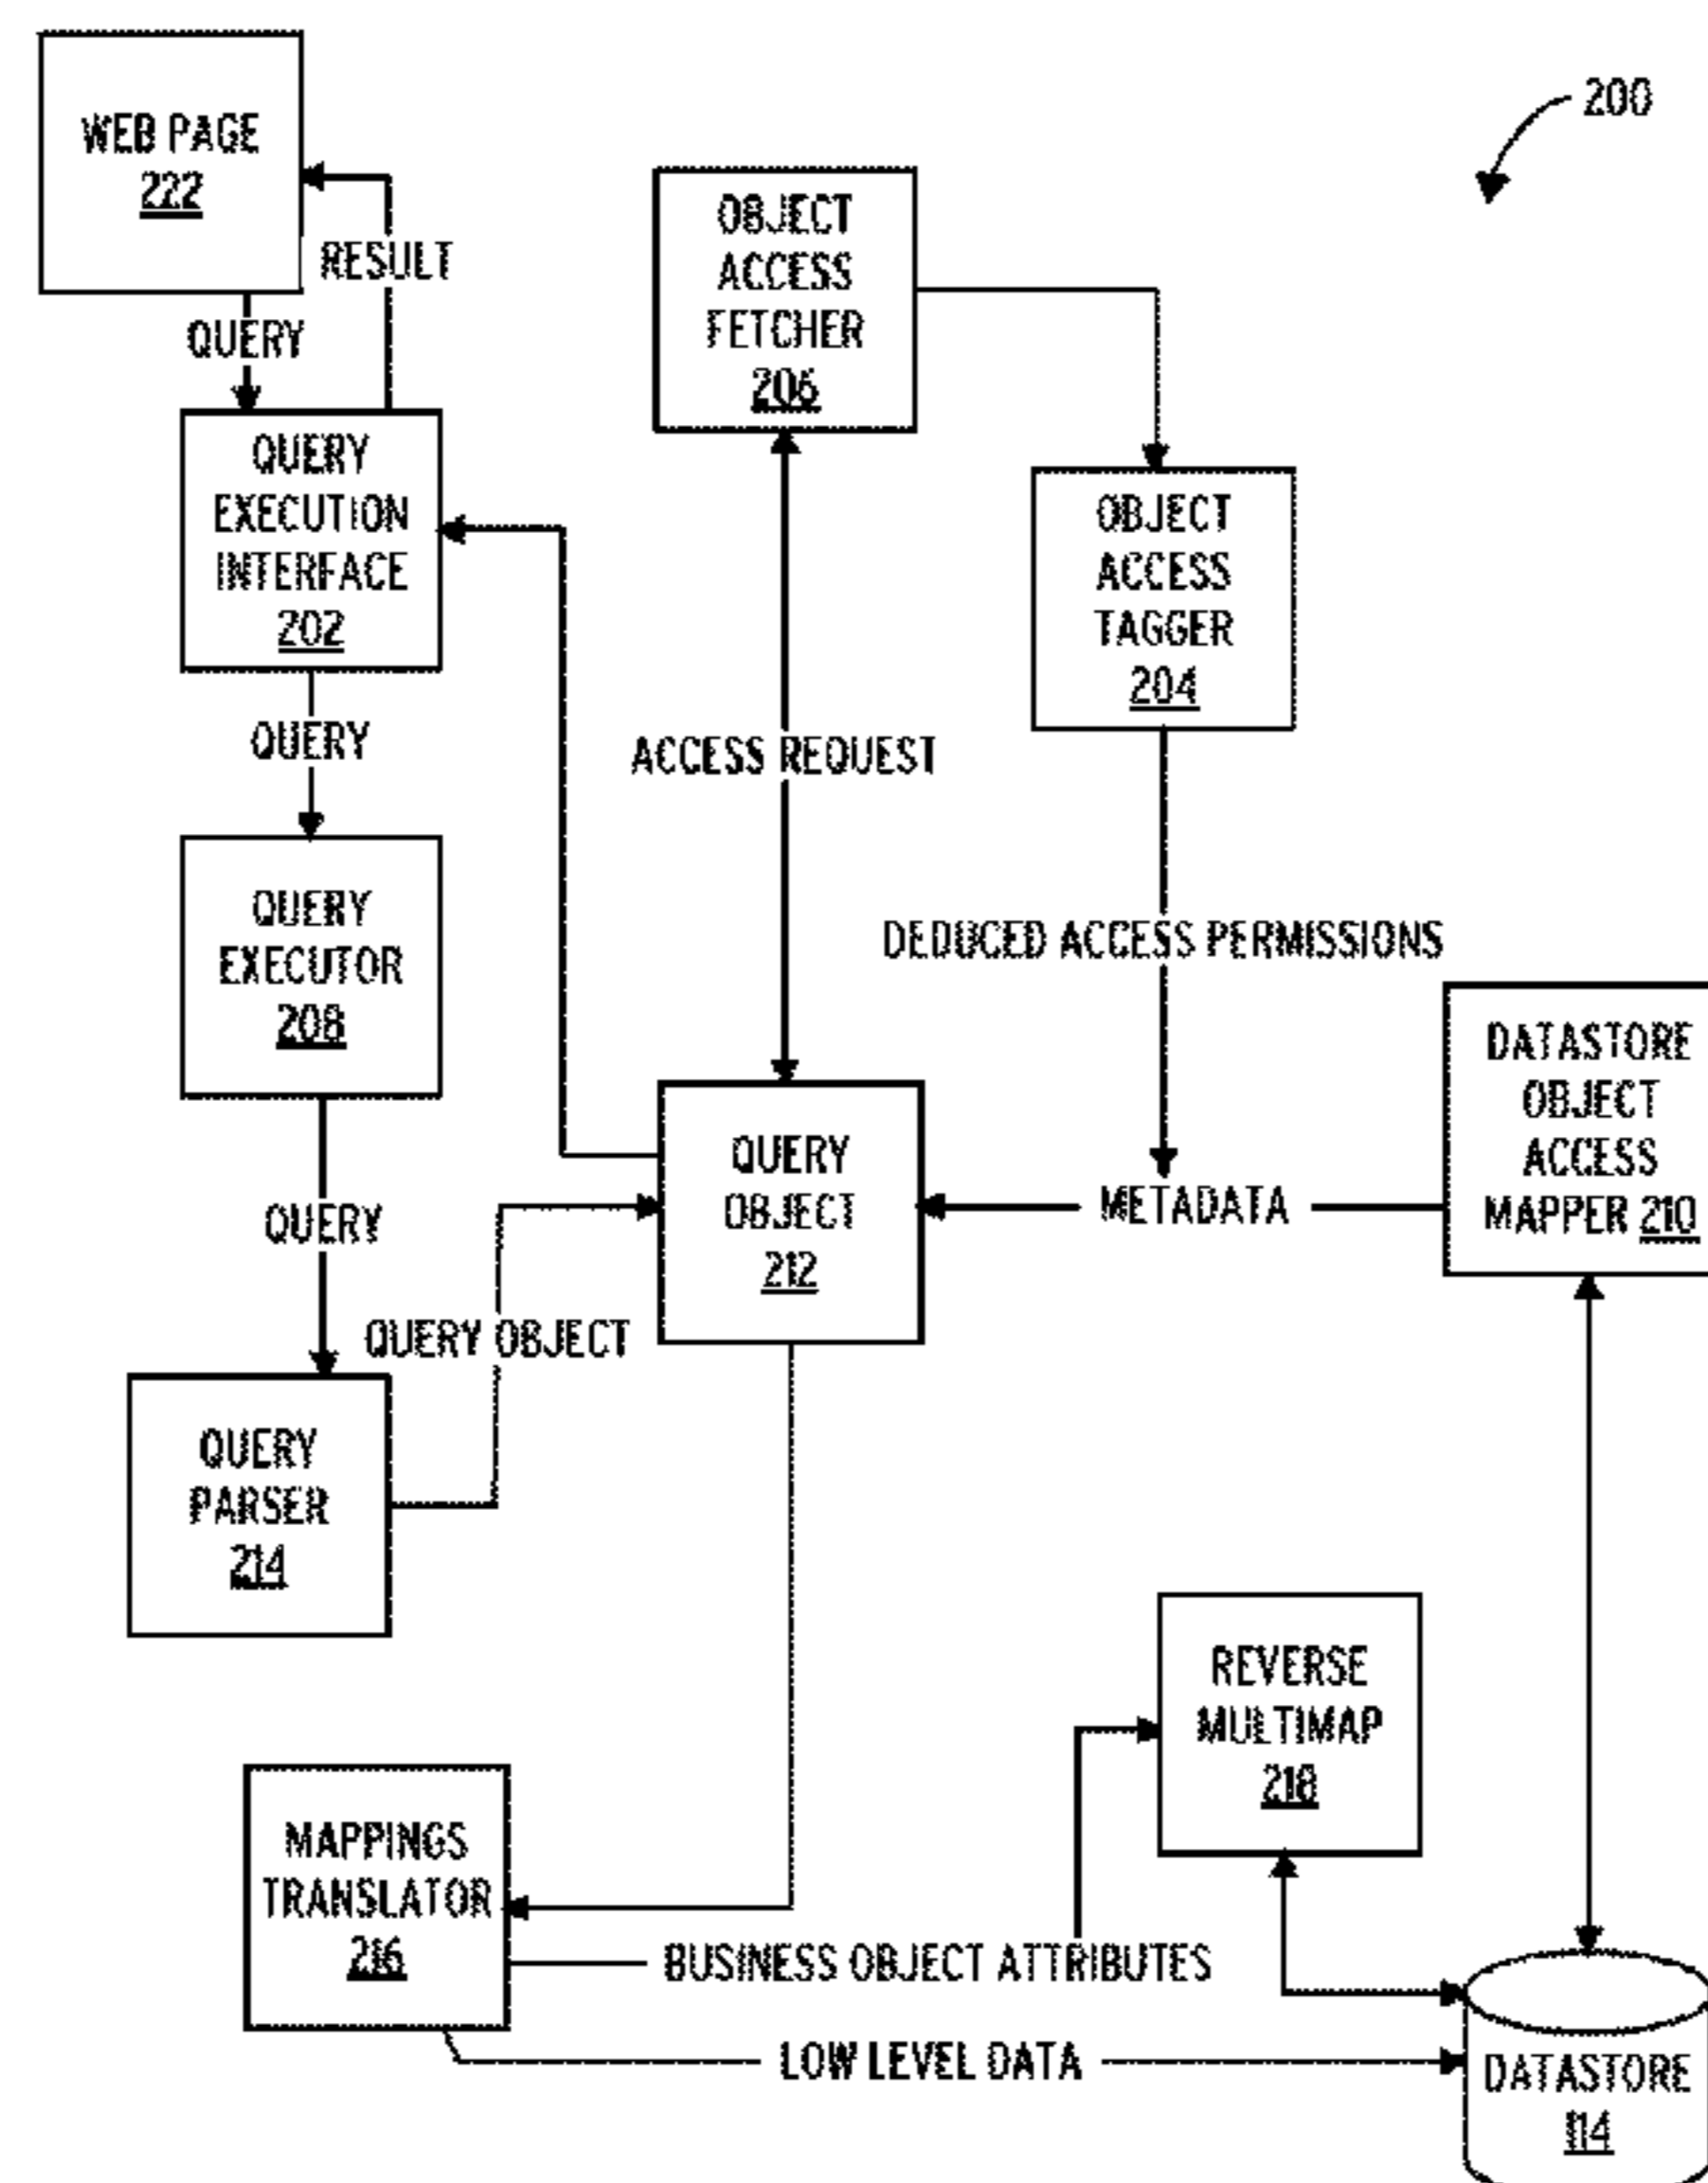 200
WEB PAGE
222
RESULT
QUERY
OBJECT
ACCESS
FETCHER
206
QUERY
EXECUTION
INTERFACE
202
OBJECT
ACCESS
TAGGER
204
QUERY
ACCESS REQUEST
QUERY
EXECUTOR
208
DEDUCED ACCESS PERMISSIONS
DATASTORE
OBJECT
ACCESS
MAPPER 210
QUERY
OBJECT
212
METADATA
QUERY
QUERY OBJECT
QUERY
PARSER
214
REVERSE
MULTIMAP
218
MAPPINGS
TRANSLATOR
216
BUSINESS OBJECT ATTRIBUTES
LOW LEVEL DATA
DATASTORE
114